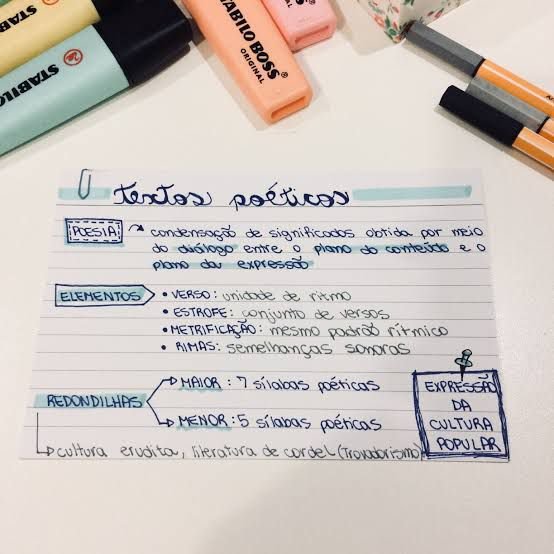 STABILO
STABILO
STABILO BOSS
ORIGINAL
textos poéticos
POESIA → condensação de significados obtida por meio
do diálogo entre o plano do conteúdo e o
plano da expressão
ELEMENTOS
• VERSO: unidade de ritmo
• ESTROFE: conjunto de versos
• METRIFICAÇÃO: mesmo padrão rítmico
• RIMAS: semelhanças sonoras
REDONDILHAS
→ MAIOR: 7 sílabas poéticas
→ MENOR: 5 sílabas poéticas
→ cultura erudita, literatura de cordel (Trovadorismo)
EXPRESSÃO
DA
CULTURA
POPULAR